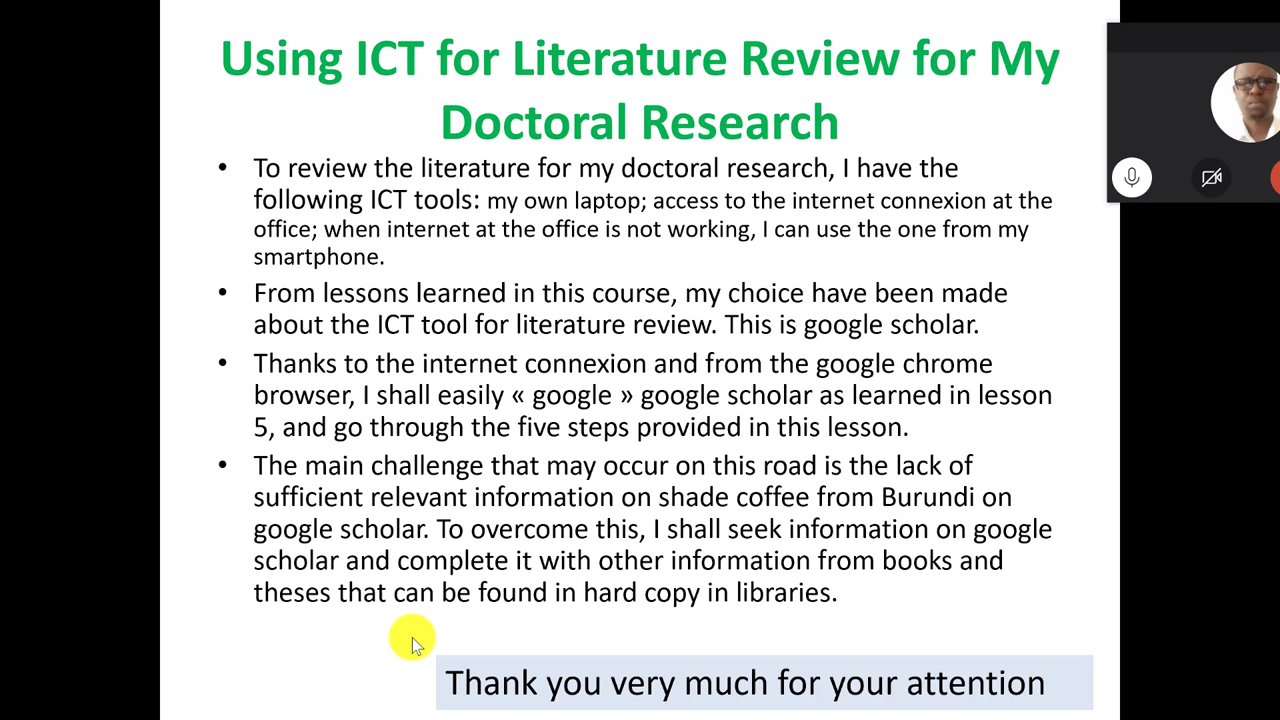 Using ICT for Literature Review for My
Doctoral Research
• To review the literature for my doctoral research, I have the
following ICT tools: my own laptop; access to the internet connexion at the
office; when internet at the office is not working, I can use the one from my
smartphone.
• From lessons learned in this course, my choice have been made
about the ICT tool for literature review. This is google scholar.
• Thanks to the internet connexion and from the google chrome
browser, I shall easily « google » google scholar as learned in lesson
5, and go through the five steps provided in this lesson.
• The main challenge that may occur on this road is the lack of
sufficient relevant information on shade coffee from Burundi on
google scholar. To overcome this, I shall seek information on google
scholar and complete it with other information from books and
theses that can be found in hard copy in libraries.
Thank you very much for your attention